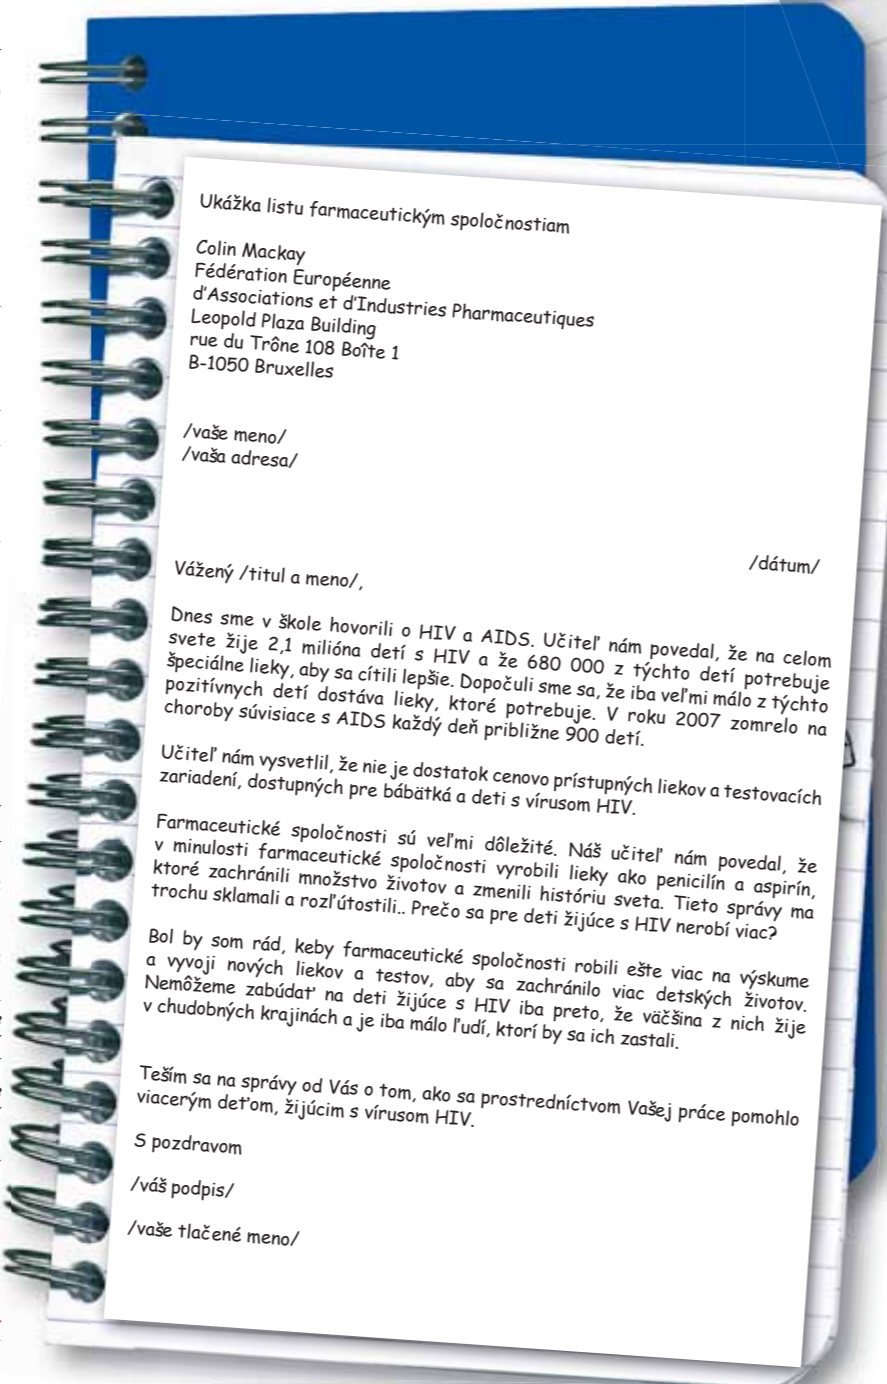 Ukážka listu farmaceutickým spoločnostiam
Colin Mackay
Fédération Européenne
d'Associations et d'Industries Pharmaceutiques
Leopold Plaza Building
rue du Trône 108 Boîte 1
B-1050 Bruxelles
/vaše meno/
/vaša adresa/
/dátum/
Vážený /titul a meno/,
Dnes sme v škole hovorili o HIV a AIDS. Učiteľ nám povedal, že na celom
svete žije 2,1 milióna detí s HIV a že 680 000 z týchto detí potrebuje
špeciálne lieky, aby sa cítili lepšie. Dopočuli sme sa, že iba veľmi málo z týchto
pozitívnych detí dostáva lieky, ktoré potrebuje. V roku 2007 zomrelo na
choroby súvisiace s AIDS každý deň približne 900 detí.
Učiteľ nám vysvetlil, že nie je dostatok cenovo prístupných liekov a testovacích
zariadení, dostupných pre bábätká a deti s vírusom HIV.
Farmaceutické spoločnosti sú veľmi dôležité. Náš učiteľ nám povedal, že
v minulosti farmaceutické spoločnosti vyrobili lieky ako penicilín a aspirín,
ktoré zachránili množstvo životov a zmenili históriu sveta. Tieto správy ma
trochu sklamali a rozľútostili.. Prečo sa pre deti žijúce s HIV nerobí viac?
Bol by som rád, keby farmaceutické spoločnosti robili ešte viac na výskume
a vyvoji nových liekov a testov, aby sa zachránilo viac detských životov.
Nemôžeme zabúdať na deti žijúce s HIV iba preto, že väčšina z nich žije
v chudobných krajinách a je iba málo ľudí, ktorí by sa ich zastali.
Teším sa na správy od Vás o tom, ako sa prostredníctvom Vašej práce pomohlo
viacerým deťom, žijúcim s vírusom HIV.
S pozdravom
/váš podpis/
/vaše tlačené meno/